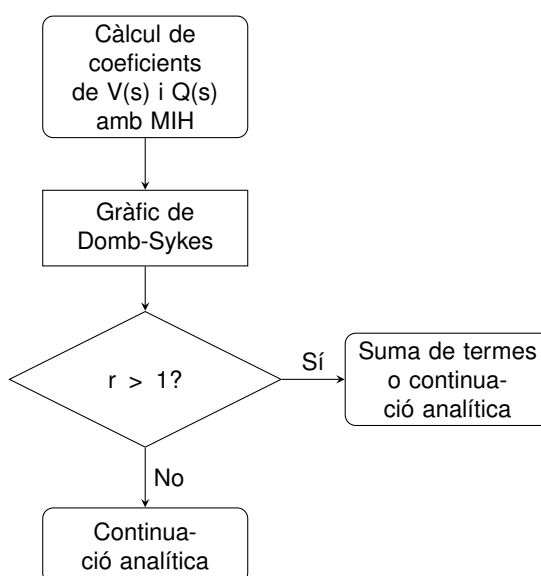 Càlcul de
coeficients
de V(s) i Q(s)
amb MIH
Gràfic de
Domb-Sykes
r > 1?
Sí
Suma de termes
o continua-
ció analítica
No
Continua-
ció analítica